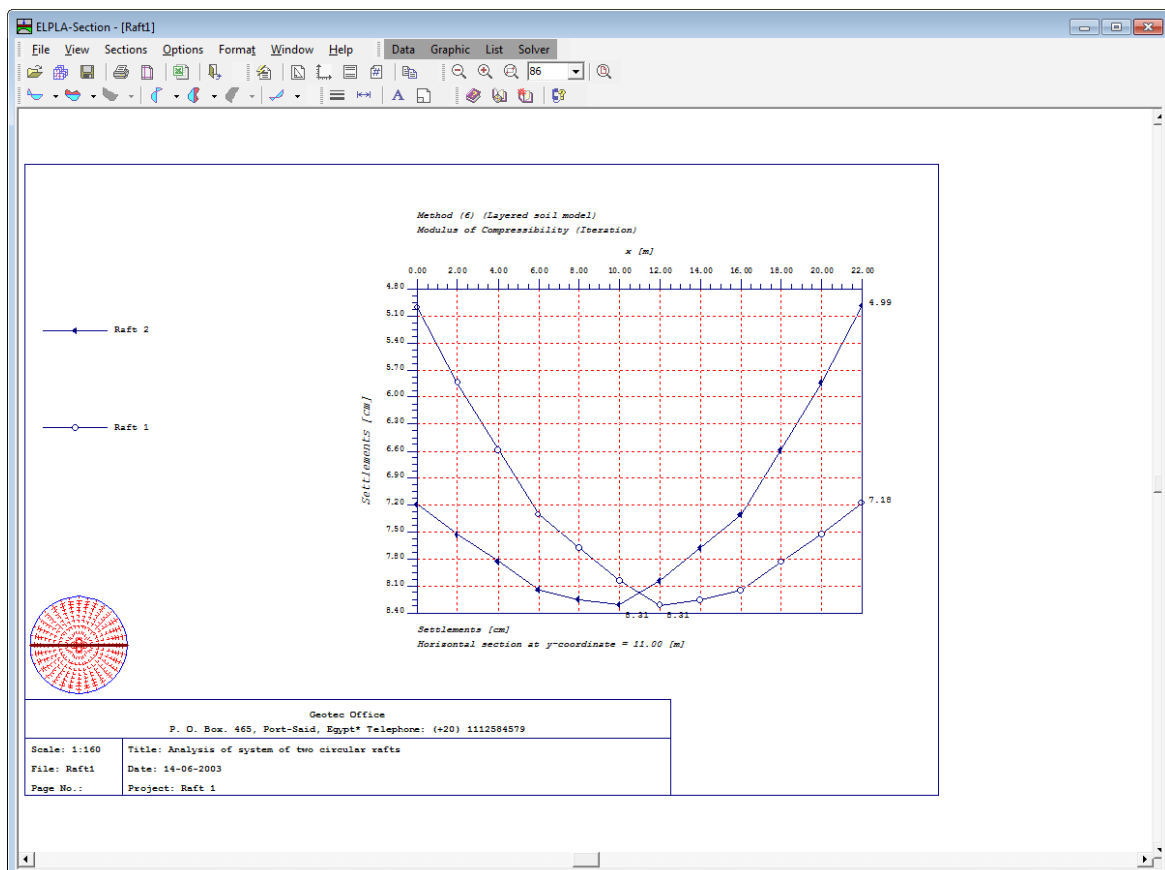 ELPLA-Section - [Raft1]
File View Sections Options Format Window Help Data Graphic List Solver
86
Method (6) (Layered soil model)
Modulus of Compressibility (Iteration)
x [m]
0.00 2.00 4.00 6.00 8.00 10.00 12.00 14.00 16.00 18.00 20.00 22.00
4.80
4.99
5.10
Raft 2
5.40
5.70
6.00
6.30
Raft 1
6.60
Settlements [cm]
6.90
7.20
7.18
7.50
7.80
8.10
8.40
8.31 8.31
Settlements [cm]
Horizontal section at y-coordinate = 11.00 [m]
Geotec Office
P. O. Box. 465, Port-Said, Egypt* Telephone: (+20) 1112584579
Scale: 1:160 Title: Analysis of system of two circular rafts
File: Raft1 Date: 14-06-2003
Page No.: Project: Raft 1